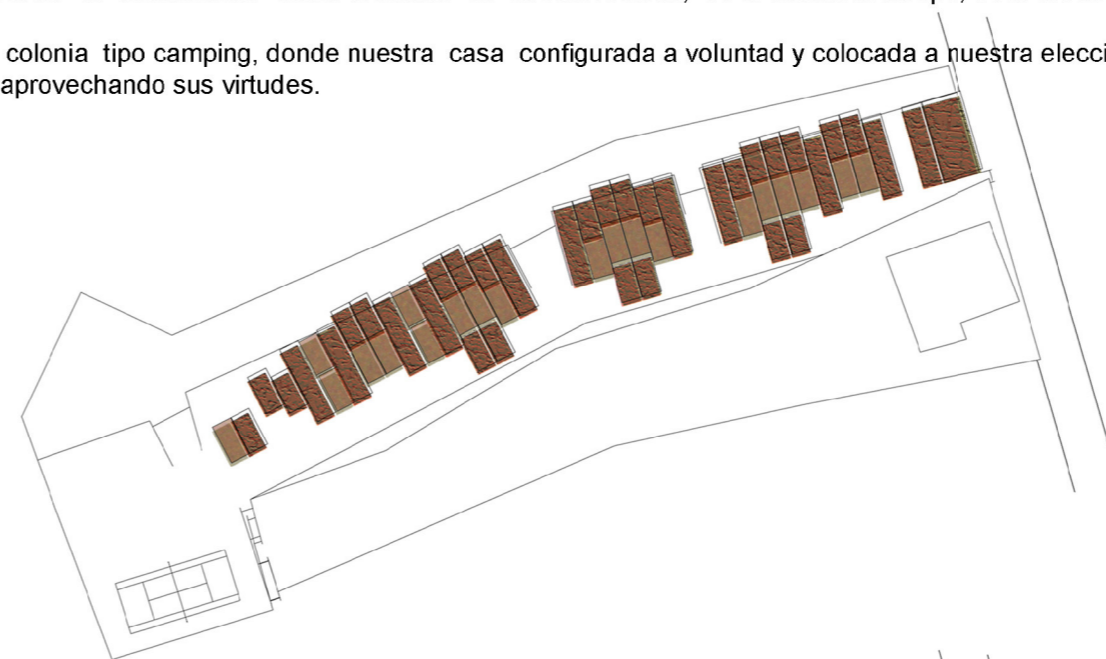 colonia tipo camping, donde nuestra casa configurada a voluntad y colocada a nuestra elecci
aprovechando sus virtudes.